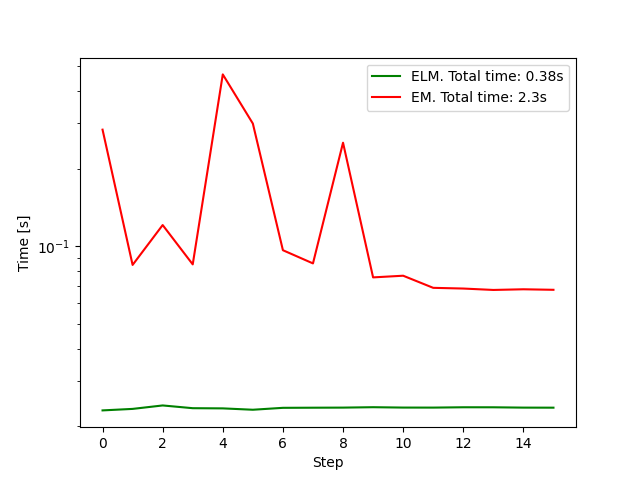 ELM. Total time: 0.38s
EM. Total time: 2.3s
Time [s]
10⁻¹
0 2 4 6 8 10 12 14
Step